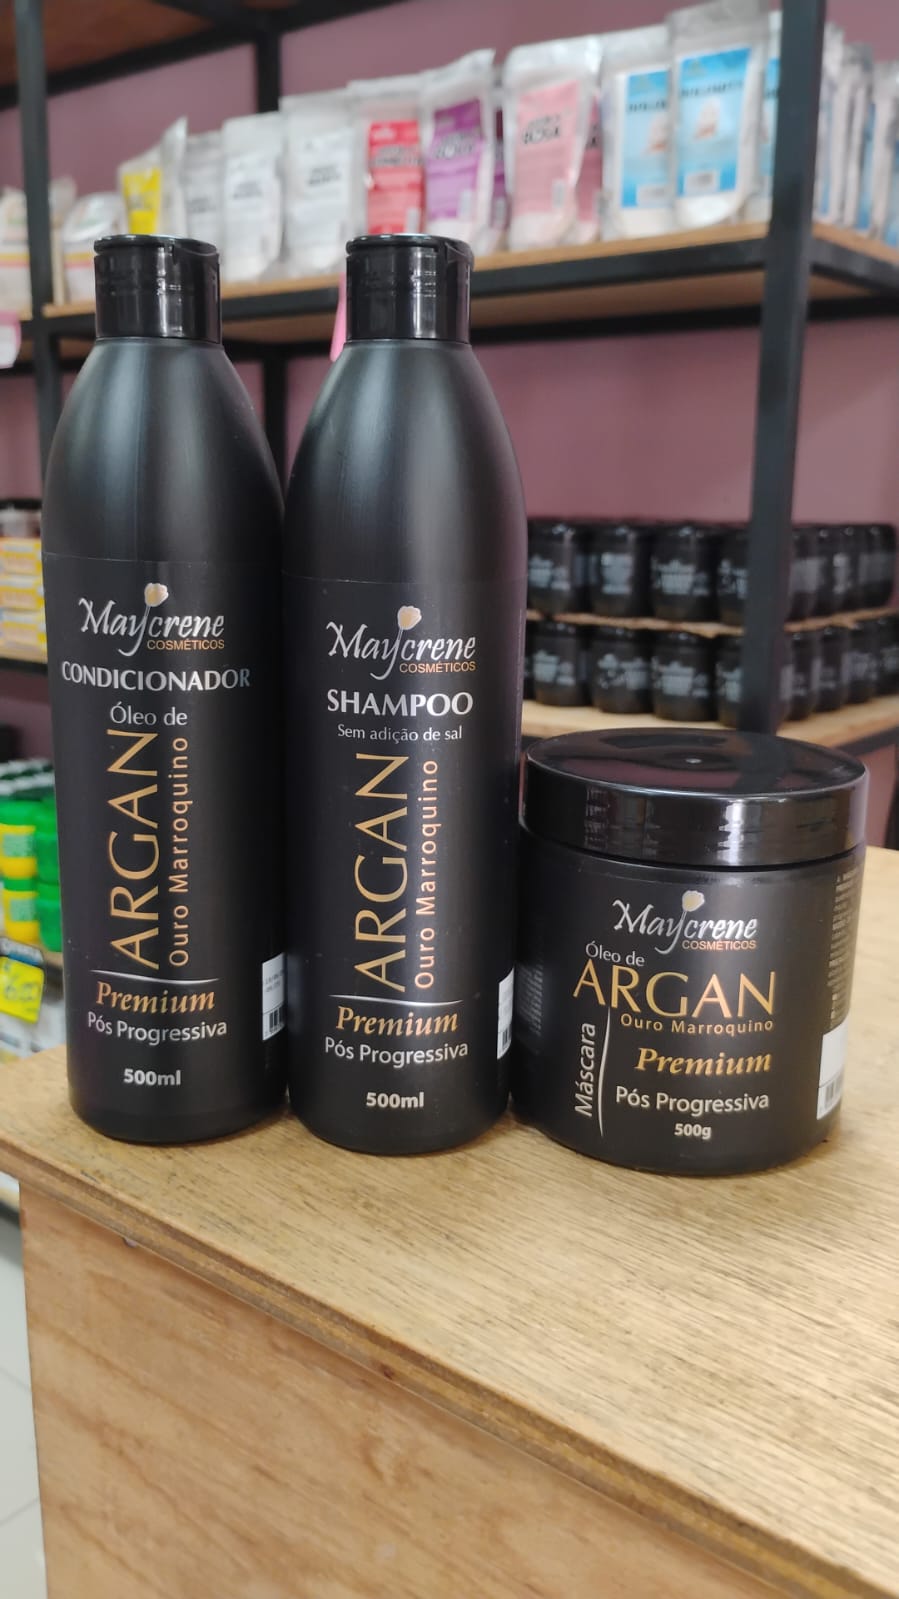 Maycrene
COSMÉTICOS
CONDICIONADOR
Óleo de
ARGAN
Ouro Marroquino
Premium
Pós Progressiva
500ml
Maycrene
COSMÉTICOS
SHAMPOO
Sem adição de sal
ARGAN
Ouro Marroquino
Premium
Pós Progressiva
500ml
Maycrene
COSMÉTICOS
Óleo de
ARGAN
Ouro Marroquino
Máscara
Premium
Pós Progressiva
500g